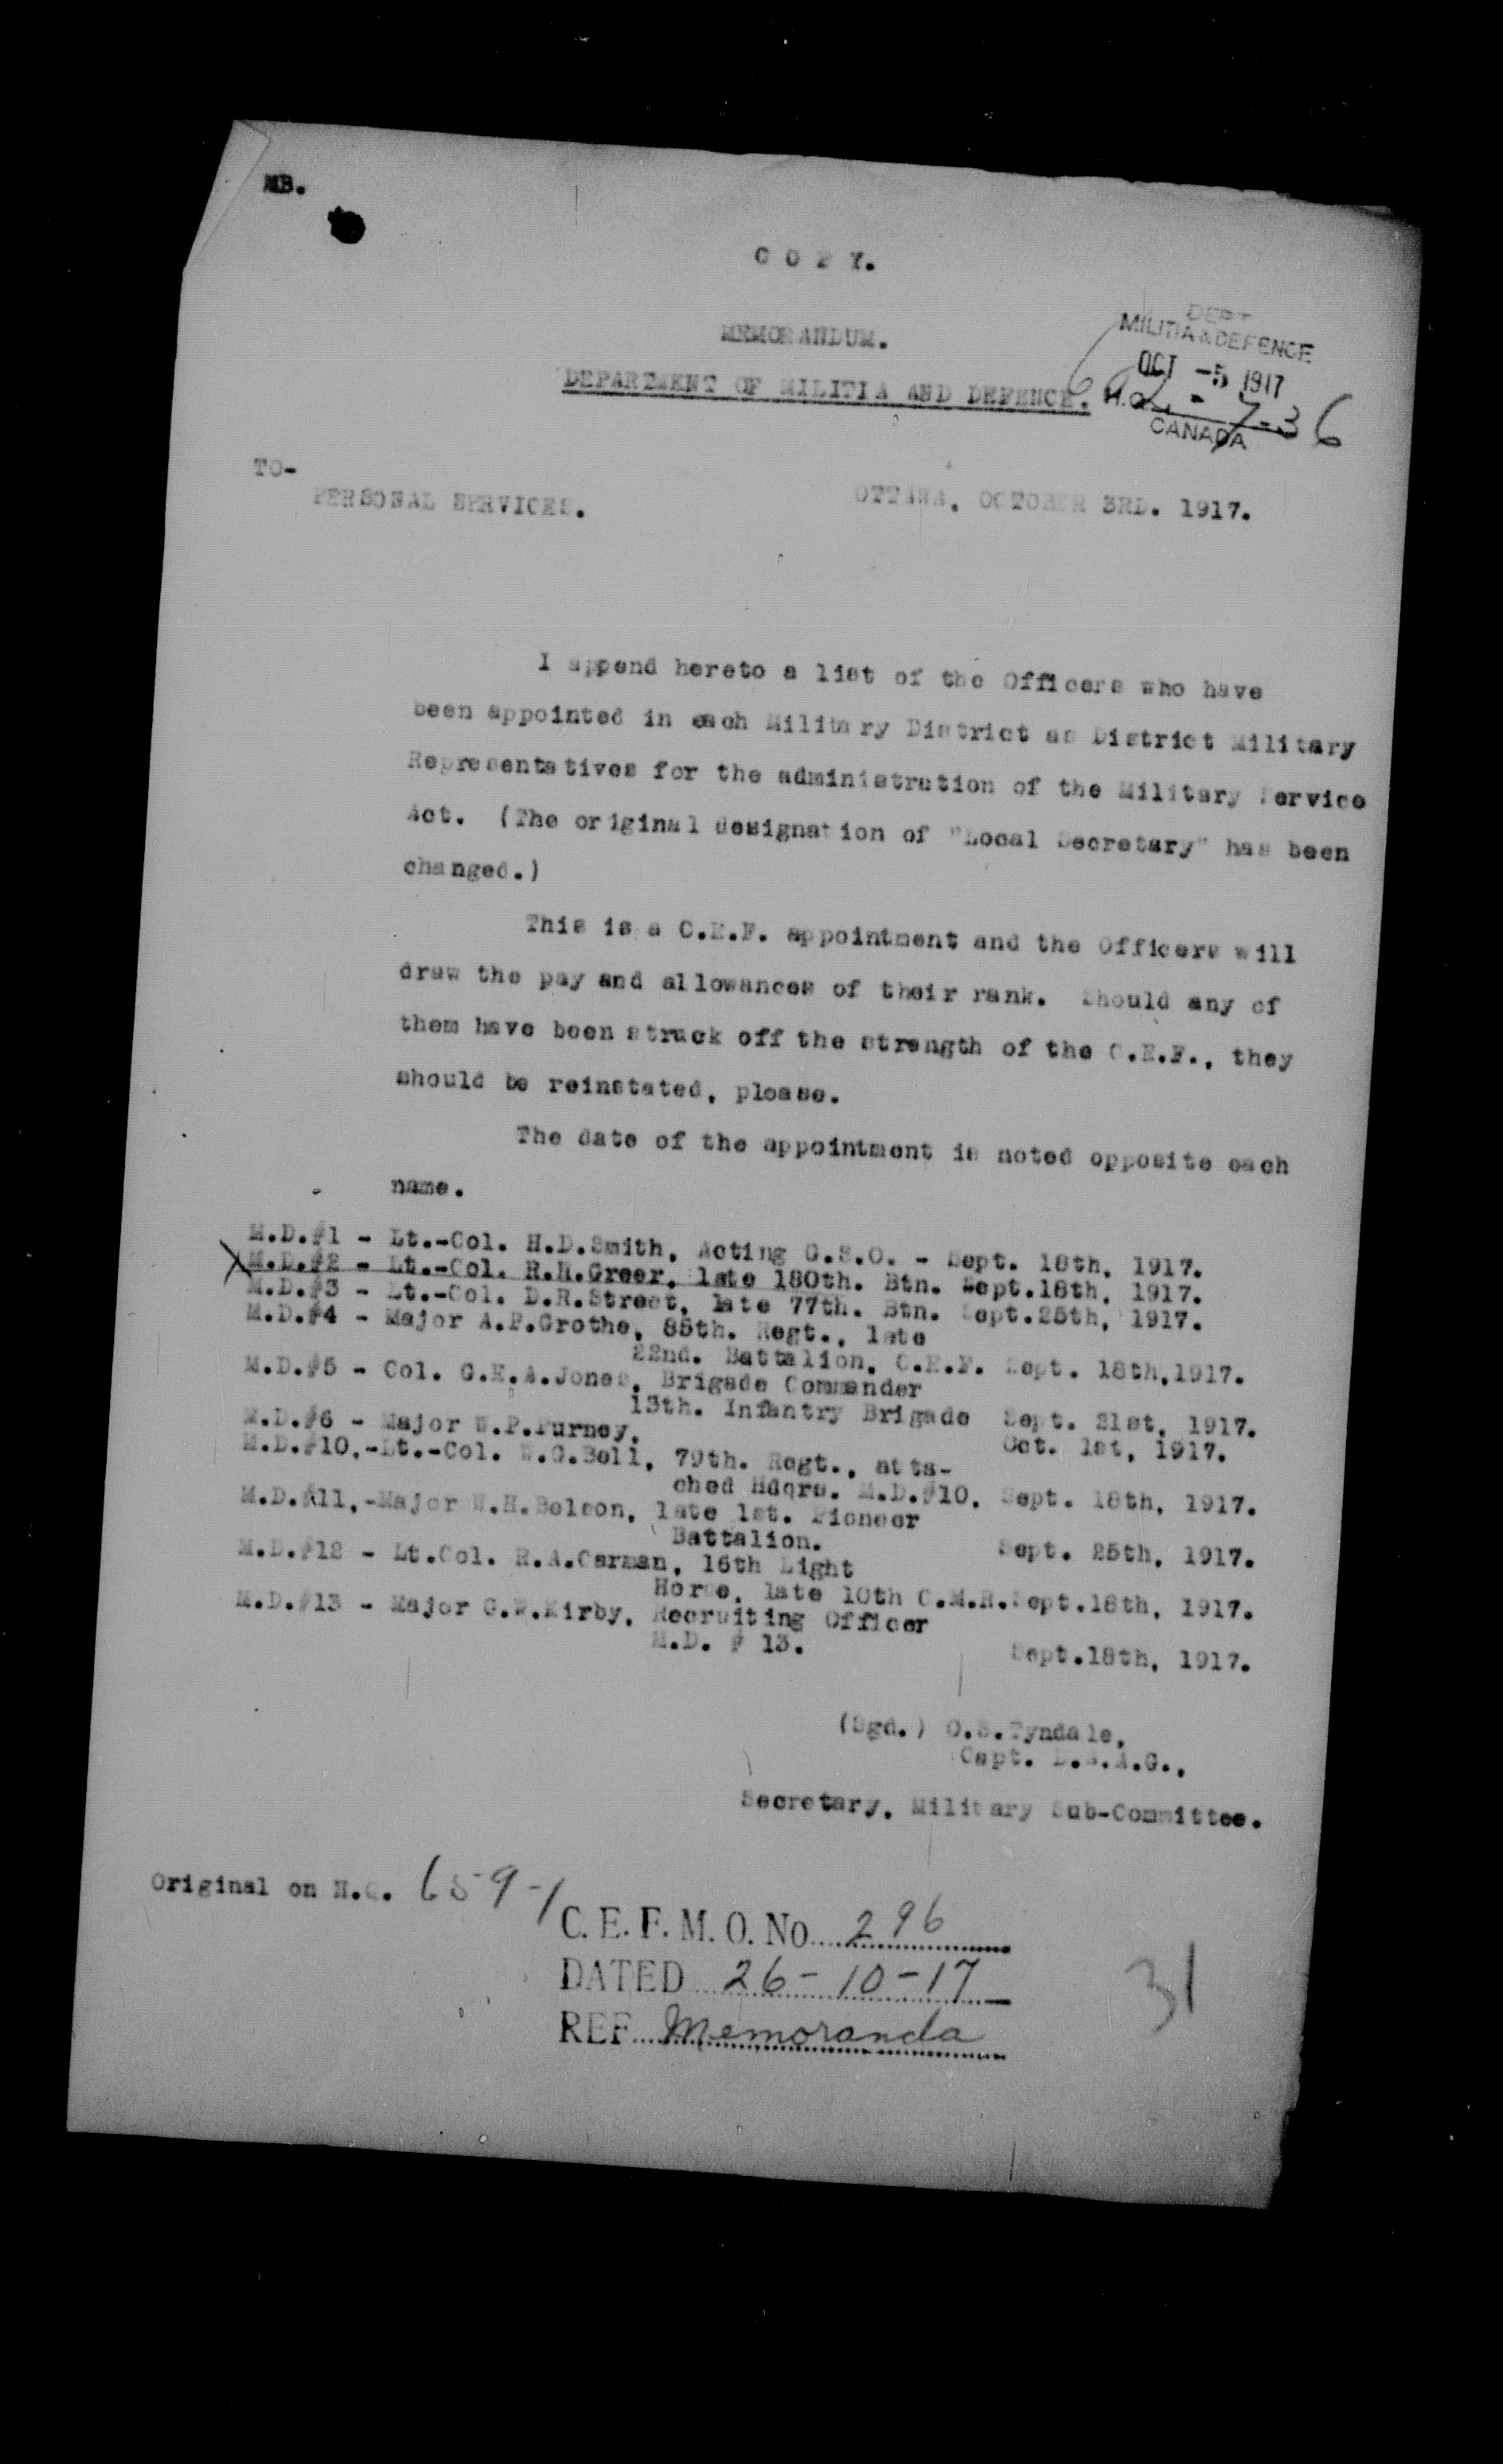 MB.
C O P Y.
MEMORANDUM.
DEPARTMENT OF MILITIA AND DEFENCE.
DEPT
MILITIA & DEFENCE
OCT -5 1917
H.Q.
CANADA
TO-
PERSONAL SERVICES.
OTTAWA, OCTOBER 3RD. 1917.
I append hereto a list of the Officers who have
been appointed in each Military District as District Military
Representatives for the administration of the Military Service
Act. (The original designation of "Local Secretary" has been
changed.)
This is a C.E.F. appointment and the Officers will
draw the pay and allowances of their rank. Should any of
them have been struck off the strength of the C.E.F., they
should be reinstated, please.
The date of the appointment is noted opposite each
name.
M.D.#1 - Lt.-Col. H.D.Smith, Acting G.S.O. - Sept. 18th, 1917.
X M.D.#2 - Lt.-Col. R.H.Greer, late 180th. Btn. Sept.18th, 1917.
M.D.#3 - Lt.-Col. D.R.Street, late 77th. Btn. Sept.25th, 1917.
M.D.#4 - Major A.P.Grothe, 85th. Regt., late
22nd. Battalion, C.E.F. Sept. 18th,1917.
M.D.#5 - Col. G.E.A.Jones, Brigade Commander
13th. Infantry Brigade Sept. 21st, 1917.
M.D.#6 - Major W.P.Purney, Oct. 1st, 1917.
M.D.#10,-Lt.-Col. W.G.Bell, 79th. Regt., atta-
ched Hdqrs. M.D.#10, Sept. 18th, 1917.
M.D.#11,-Major W.H.Belson, late 1st. Pioneer
Battalion. Sept. 25th, 1917.
M.D.#12 - Lt.Col. R.A.Carman, 16th Light
Horse, late 10th C.M.R. Sept.18th, 1917.
M.D.#13 - Major G.W.Kirby, Recruiting Officer
M.D. # 13. Sept.18th, 1917.
(Sgd.) O.S.Tyndale,
Capt. D.A.A.G.,
Secretary, Military Sub-Committee.
Original on H.Q. 659-1
C. E. F. M. O. No. 296
DATED 26-10-17
REF. Memoranda
31